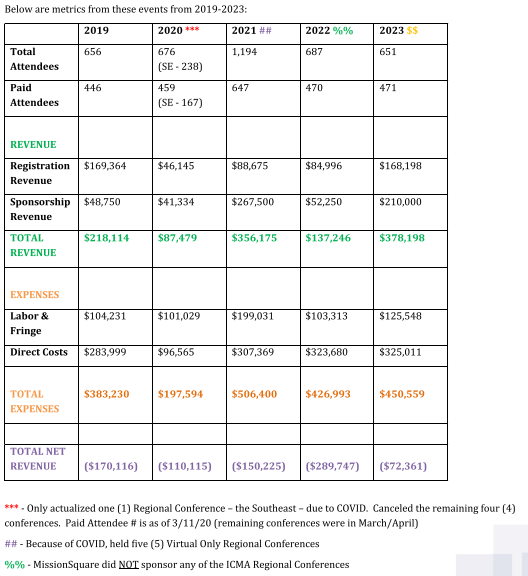 Below are metrics from these events from 2019-2023:
2019 2020 *** 2021 ## 2022 %% 2023 $$
Total 656 676 1,194 687 651
Attendees (SE - 238)
Paid 446 459 647 470 471
Attendees (SE - 167)
REVENUE
Registration $169,364 $46,145 $88,675 $84,996 $168,198
Revenue
Sponsorship $48,750 $41,334 $267,500 $52,250 $210,000
Revenue
TOTAL $218,114 $87,479 $356,175 $137,246 $378,198
REVENUE
EXPENSES
Labor & $104,231 $101,029 $199,031 $103,313 $125,548
Fringe
Direct Costs $283,999 $96,565 $307,369 $323,680 $325,011
TOTAL $383,230 $197,594 $506,400 $426,993 $450,559
EXPENSES
TOTAL NET
REVENUE ($170,116) ($110,115) ($150,225) ($289,747) ($72,361)
*** - Only actualized one (1) Regional Conference – the Southeast – due to COVID. Canceled the remaining four (4)
conferences. Paid Attendee # is as of 3/11/20 (remaining conferences were in March/April)
## - Because of COVID, held five (5) Virtual Only Regional Conferences
%% - MissionSquare did NOT sponsor any of the ICMA Regional Conferences